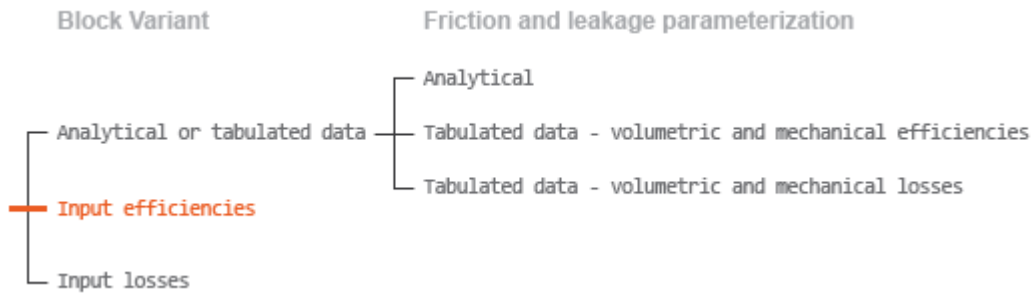 Block Variant Friction and leakage parameterization
Analytical
Analytical or tabulated data Tabulated data - volumetric and mechanical efficiencies
Tabulated data - volumetric and mechanical losses
Input efficiencies
Input losses